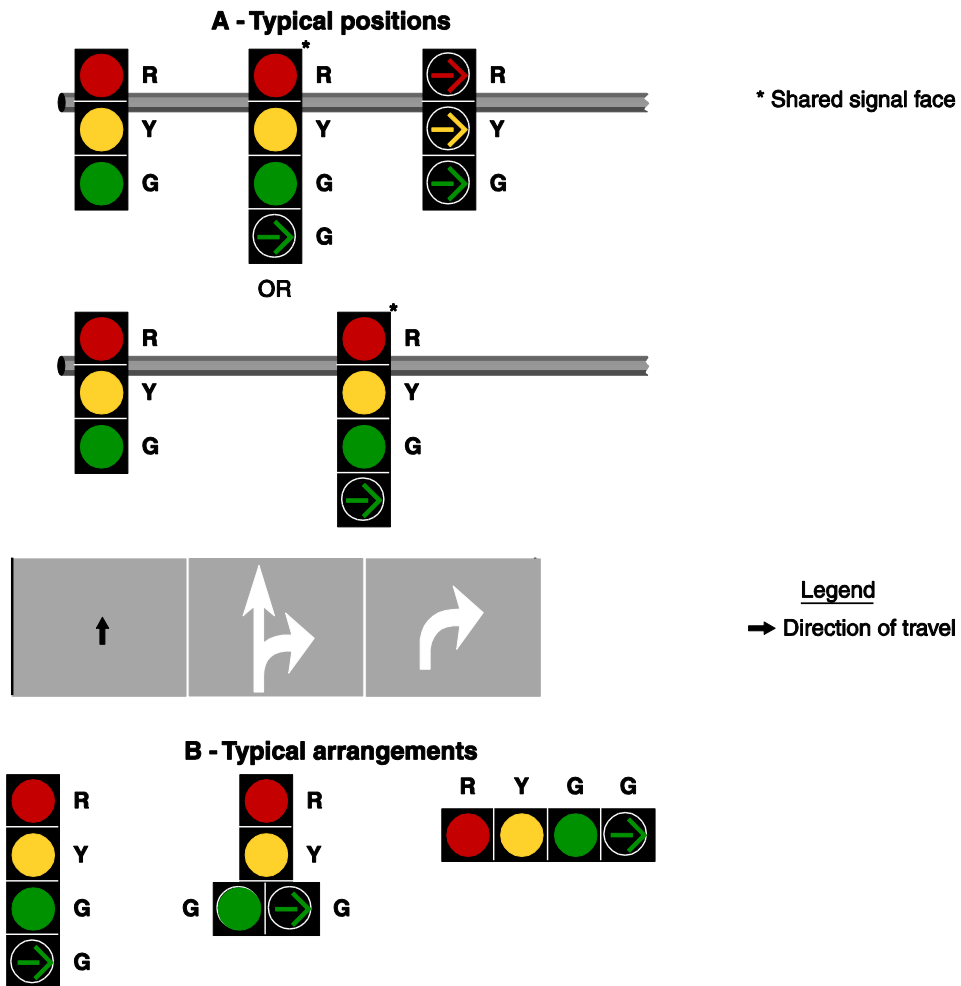 A - Typical positions
*
R R R
* Shared signal face
Y Y Y
G G G
G
OR
*
R R
Y Y
G G
Legend
Direction of travel
B - Typical arrangements
R R R Y G G
Y Y
G G G
G